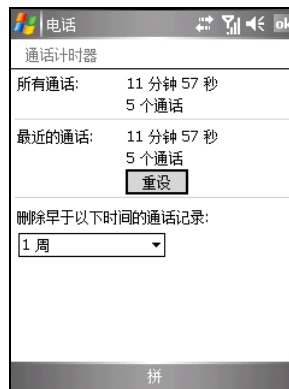 电话 ok
通话计时器
所有通话: 11 分钟 57 秒
5 个通话
最近的通话: 11 分钟 57 秒
5 个通话
重设
删除早于以下时间的通话记录:
1 周
拼